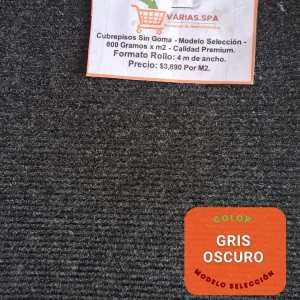 VARIAS.SPA
Cubrepisos Sin Goma - Modelo Selección -
800 Gramos x m2 - Calidad Premium.
Formato Rollo: 4 m de ancho.
Precio: $3,890 Por M2.
COLOR
GRIS
OSCURO
MODELO SELECCIÓN